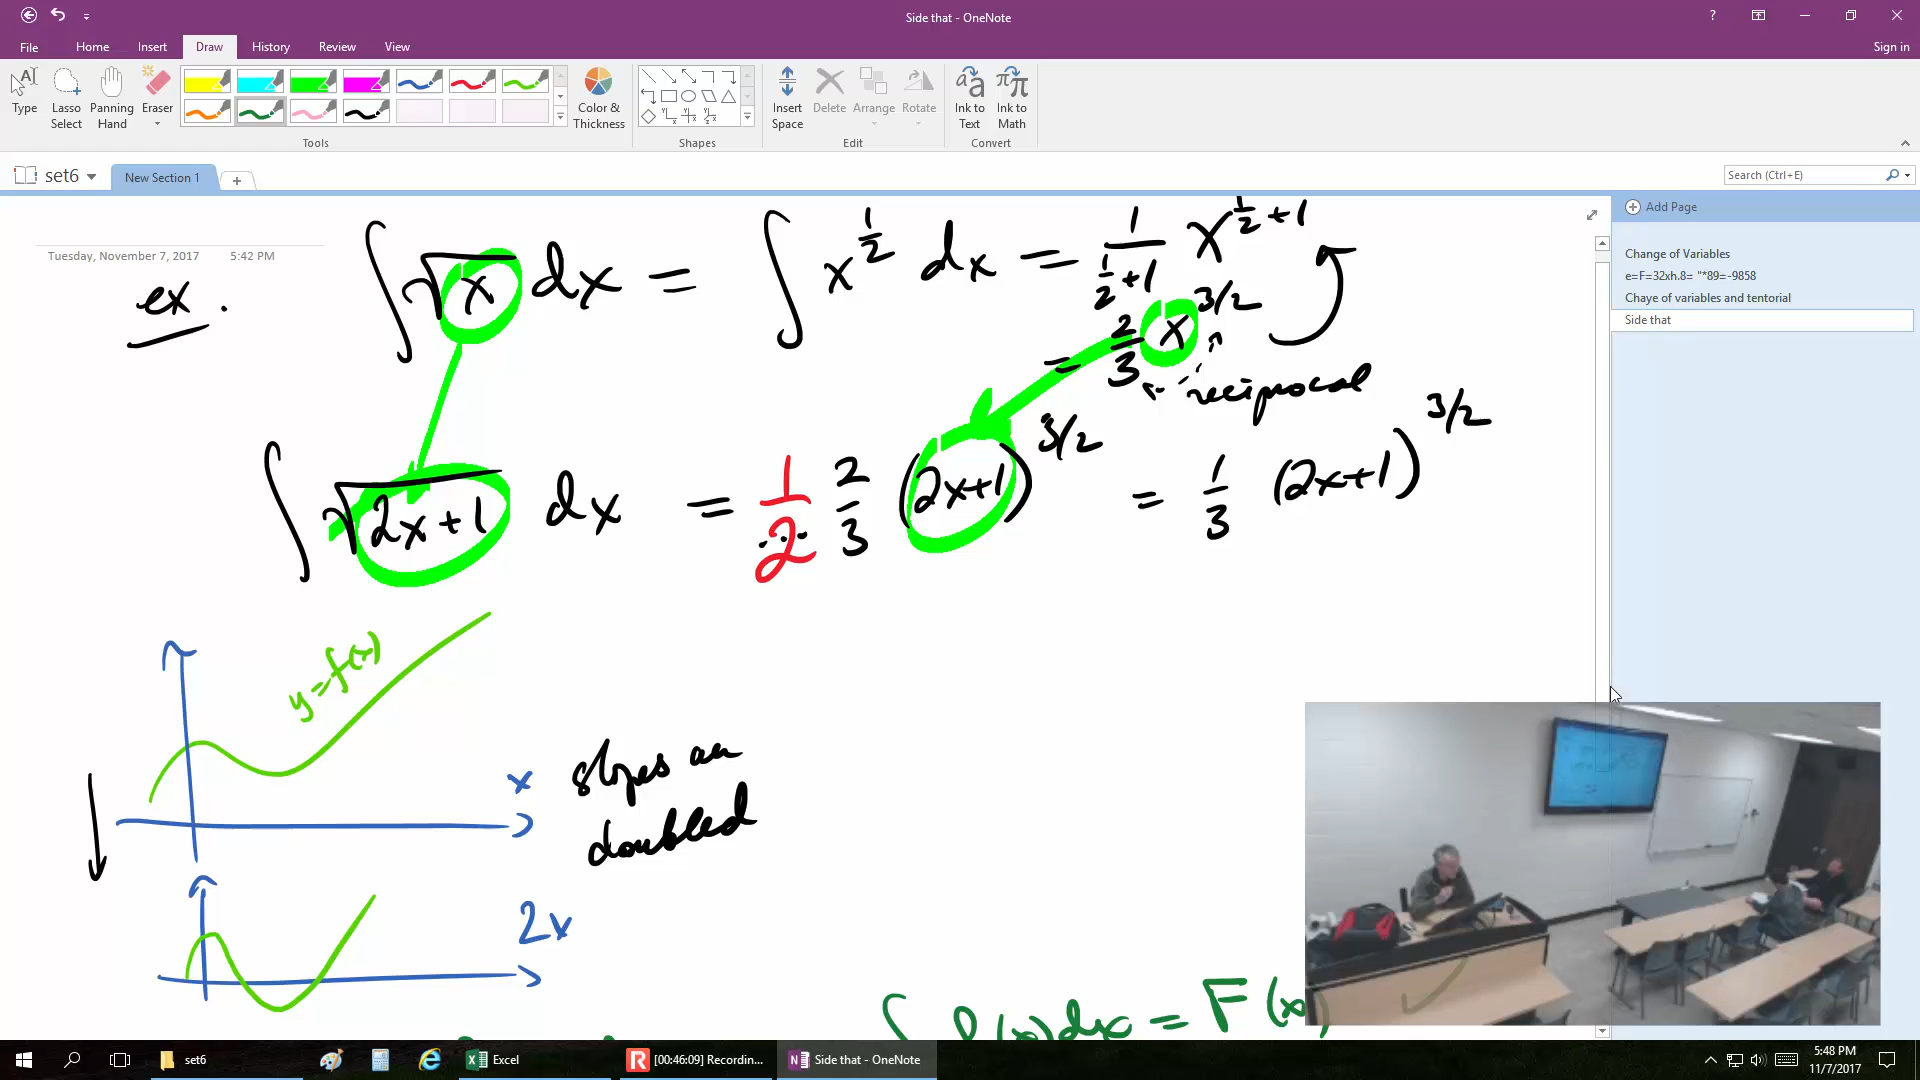 Side that - OneNote
?
File Home Insert Draw History Review View
Sign in
Type
Lasso Select
Panning Hand
Eraser
Color & Thickness
Insert Space
Delete
Arrange
Rotate
Ink to Text
Ink to Math
Tools
Shapes
Edit
Convert
set6
New Section 1
Search (Ctrl+E)
Add Page
Change of Variables
e=F=32xh.8= "*89=-9858
Chaye of variables and tentorial
Side that
Tuesday, November 7, 2017 5:42 PM
ex.
∫ √x dx = ∫ x^{1/2} dx = 1/(1/2+1) x^{1/2+1}
= 2/3 x^{3/2}
reciprocal
∫ √(2x+1) dx = 1/2 2/3 (2x+1)^{3/2} = 1/3 (2x+1)^{3/2}
y=f(x)
x
slopes are
doubled
2x
∫ f(x)dx = F(x)
set6
Excel
[00:46:09] Recordin...
Side that - OneNote
5:48 PM
11/7/2017